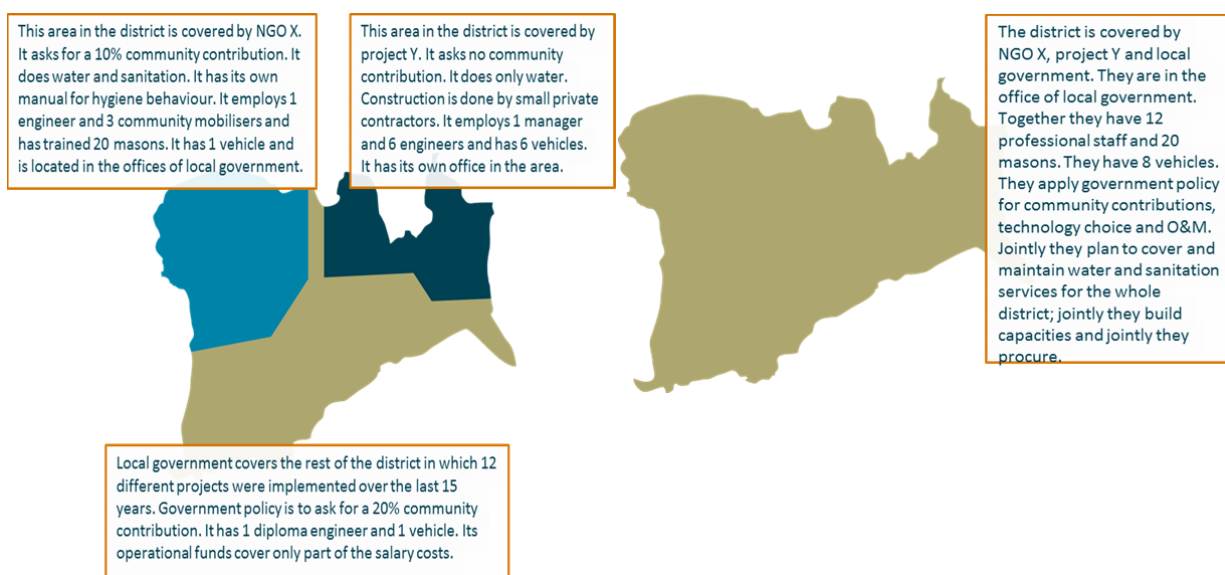 This area in the district is covered by NGO X.
It asks for a 10% community contribution. It
does water and sanitation. It has its own
manual for hygiene behaviour. It employs 1
engineer and 3 community mobilisers and
has trained 20 masons. It has 1 vehicle and
is located in the offices of local government.
This area in the district is covered by
project Y. It asks no community
contribution. It does only water.
Construction is done by small private
contractors. It employs 1 manager
and 6 engineers and has 6 vehicles.
It has its own office in the area.
Local government covers the rest of the district in which 12
different projects were implemented over the last 15
years. Government policy is to ask for a 20% community
contribution. It has 1 diploma engineer and 1 vehicle. Its
operational funds cover only part of the salary costs.
The district is covered by
NGO X, project Y and local
government. They are in the
office of local government.
Together they have 12
professional staff and 20
masons. They have 8 vehicles.
They apply government policy
for community contributions,
technology choice and O&M.
Jointly they plan to cover and
maintain water and sanitation
services for the whole
district; jointly they build
capacities and jointly they
procure.